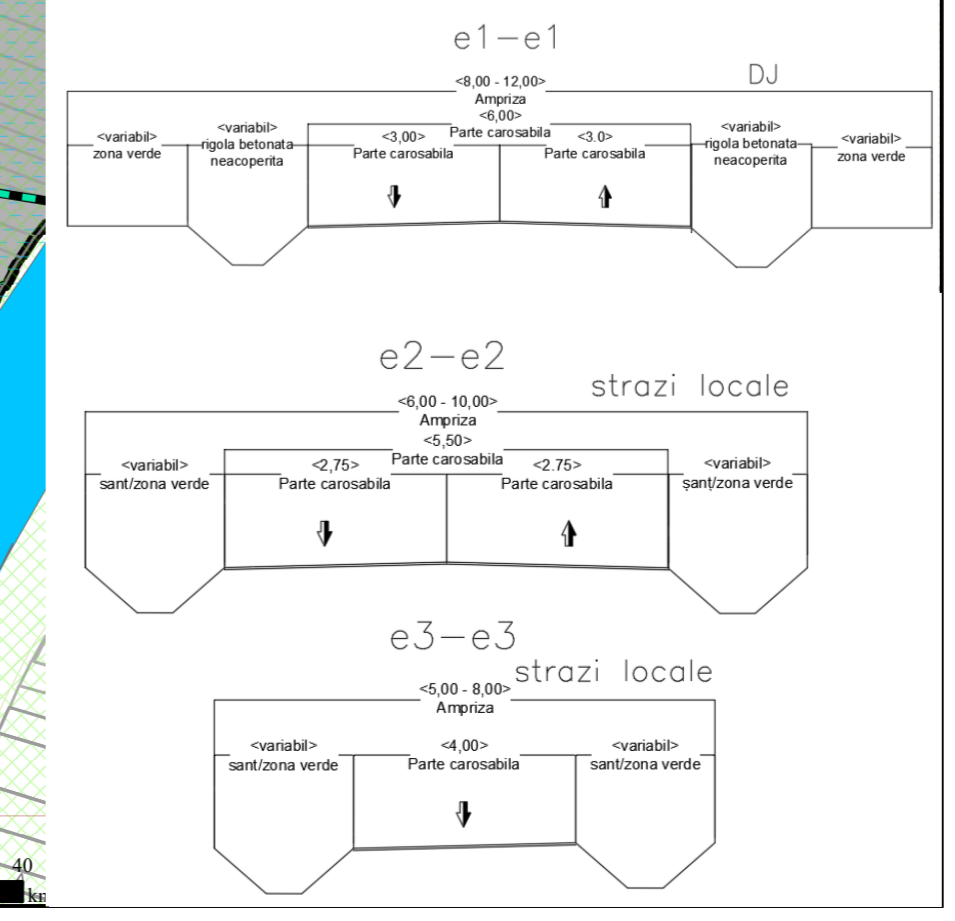 e1-e1
DJ
<8,00 - 12,00>
Ampriza
<6,00>
Parte carosabila
<variabil>
zona verde
<variabil>
rigola betonata
neacoperita
<3,00>
Parte carosabila
<3.0>
Parte carosabila
<variabil>
rigola betonata
neacoperita
<variabil>
zona verde
e2-e2
strazi locale
<6,00 - 10,00>
Ampriza
<5,50>
Parte carosabila
<variabil>
sant/zona verde
<2,75>
Parte carosabila
<2.75>
Parte carosabila
<variabil>
șanț/zona verde
e3-e3
strazi locale
<5,00 - 8,00>
Ampriza
<variabil>
sant/zona verde
<4,00>
Parte carosabila
<variabil>
sant/zona verde
40